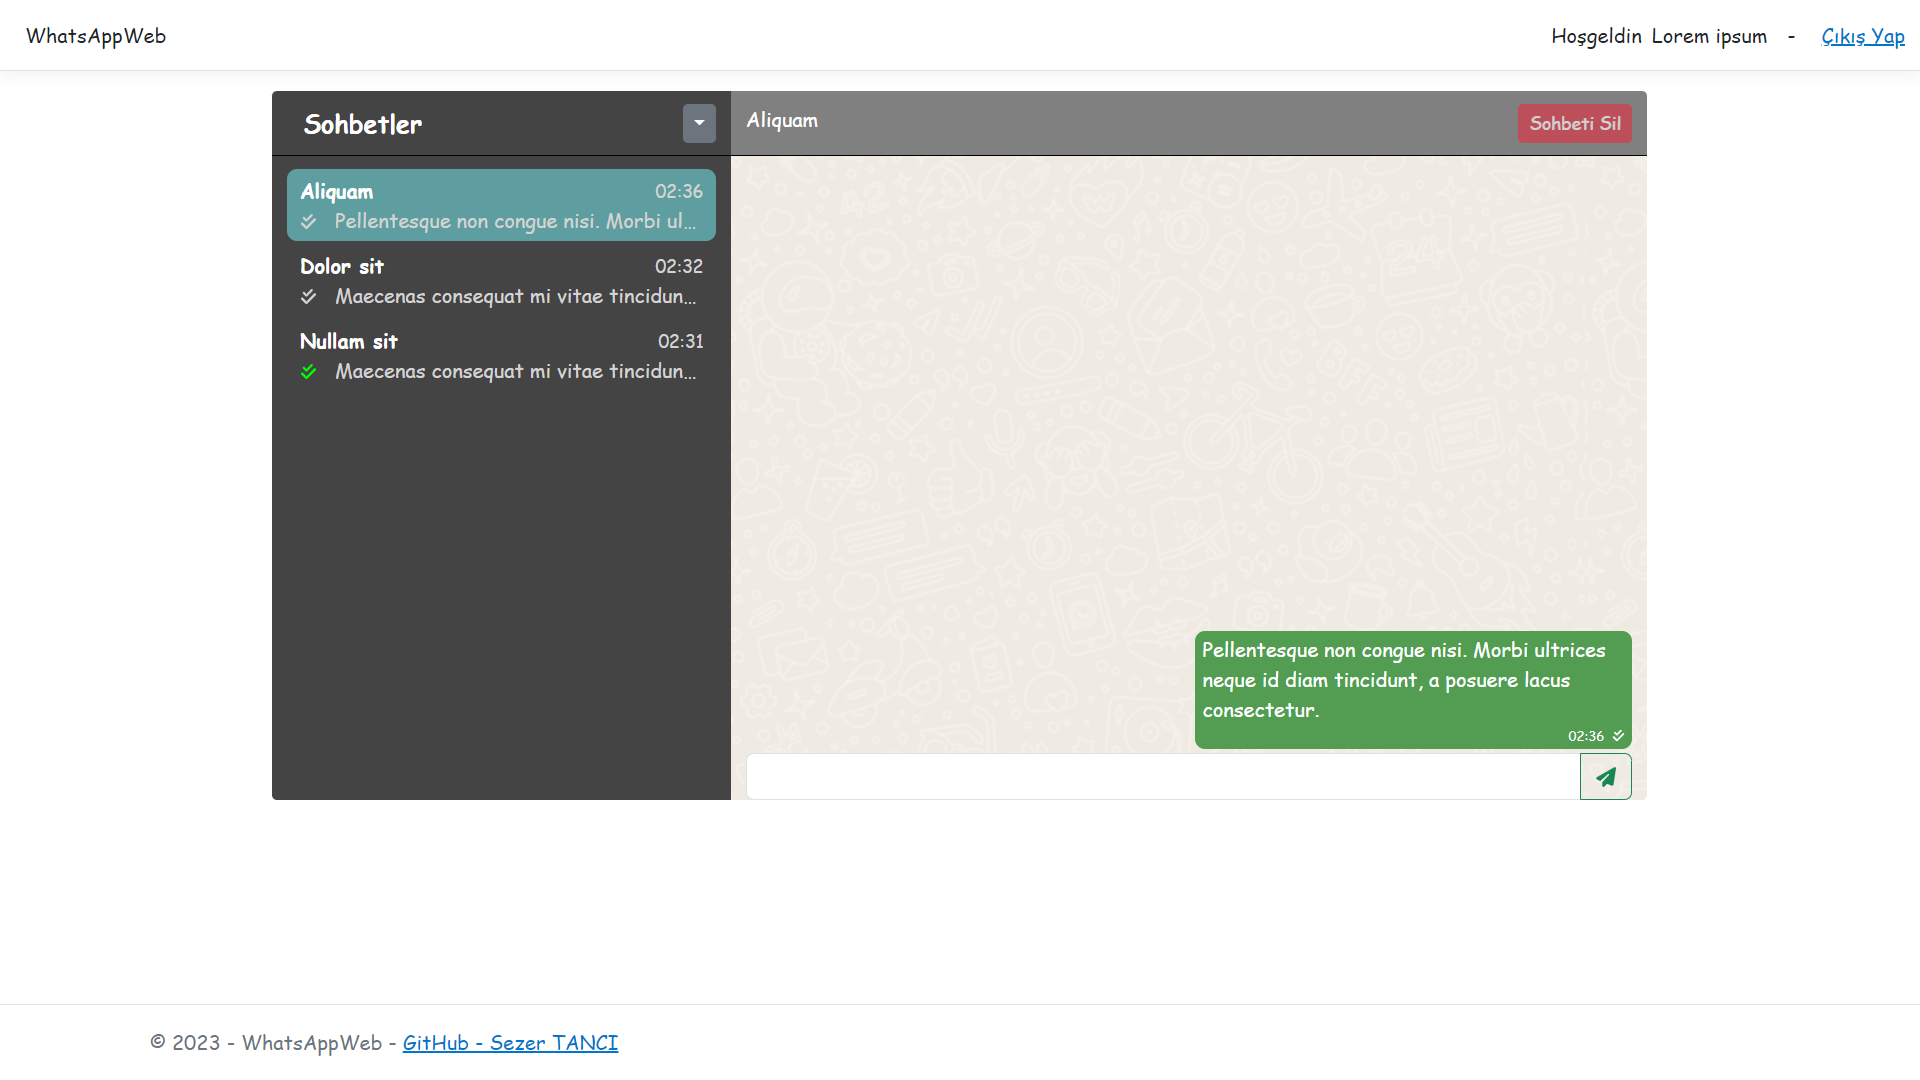 WhatsAppWeb
Hoşgeldin Lorem ipsum - Çıkış Yap
Sohbetler
Aliquam 02:36
Pellentesque non congue nisi. Morbi ul...
Dolor sit 02:32
Maecenas consequat mi vitae tincidun...
Nullam sit 02:31
Maecenas consequat mi vitae tincidun...
Aliquam
Sohbeti Sil
Pellentesque non congue nisi. Morbi ultrices
neque id diam tincidunt, a posuere lacus
consectetur.
02:36
© 2023 - WhatsAppWeb - GitHub - Sezer TANCI